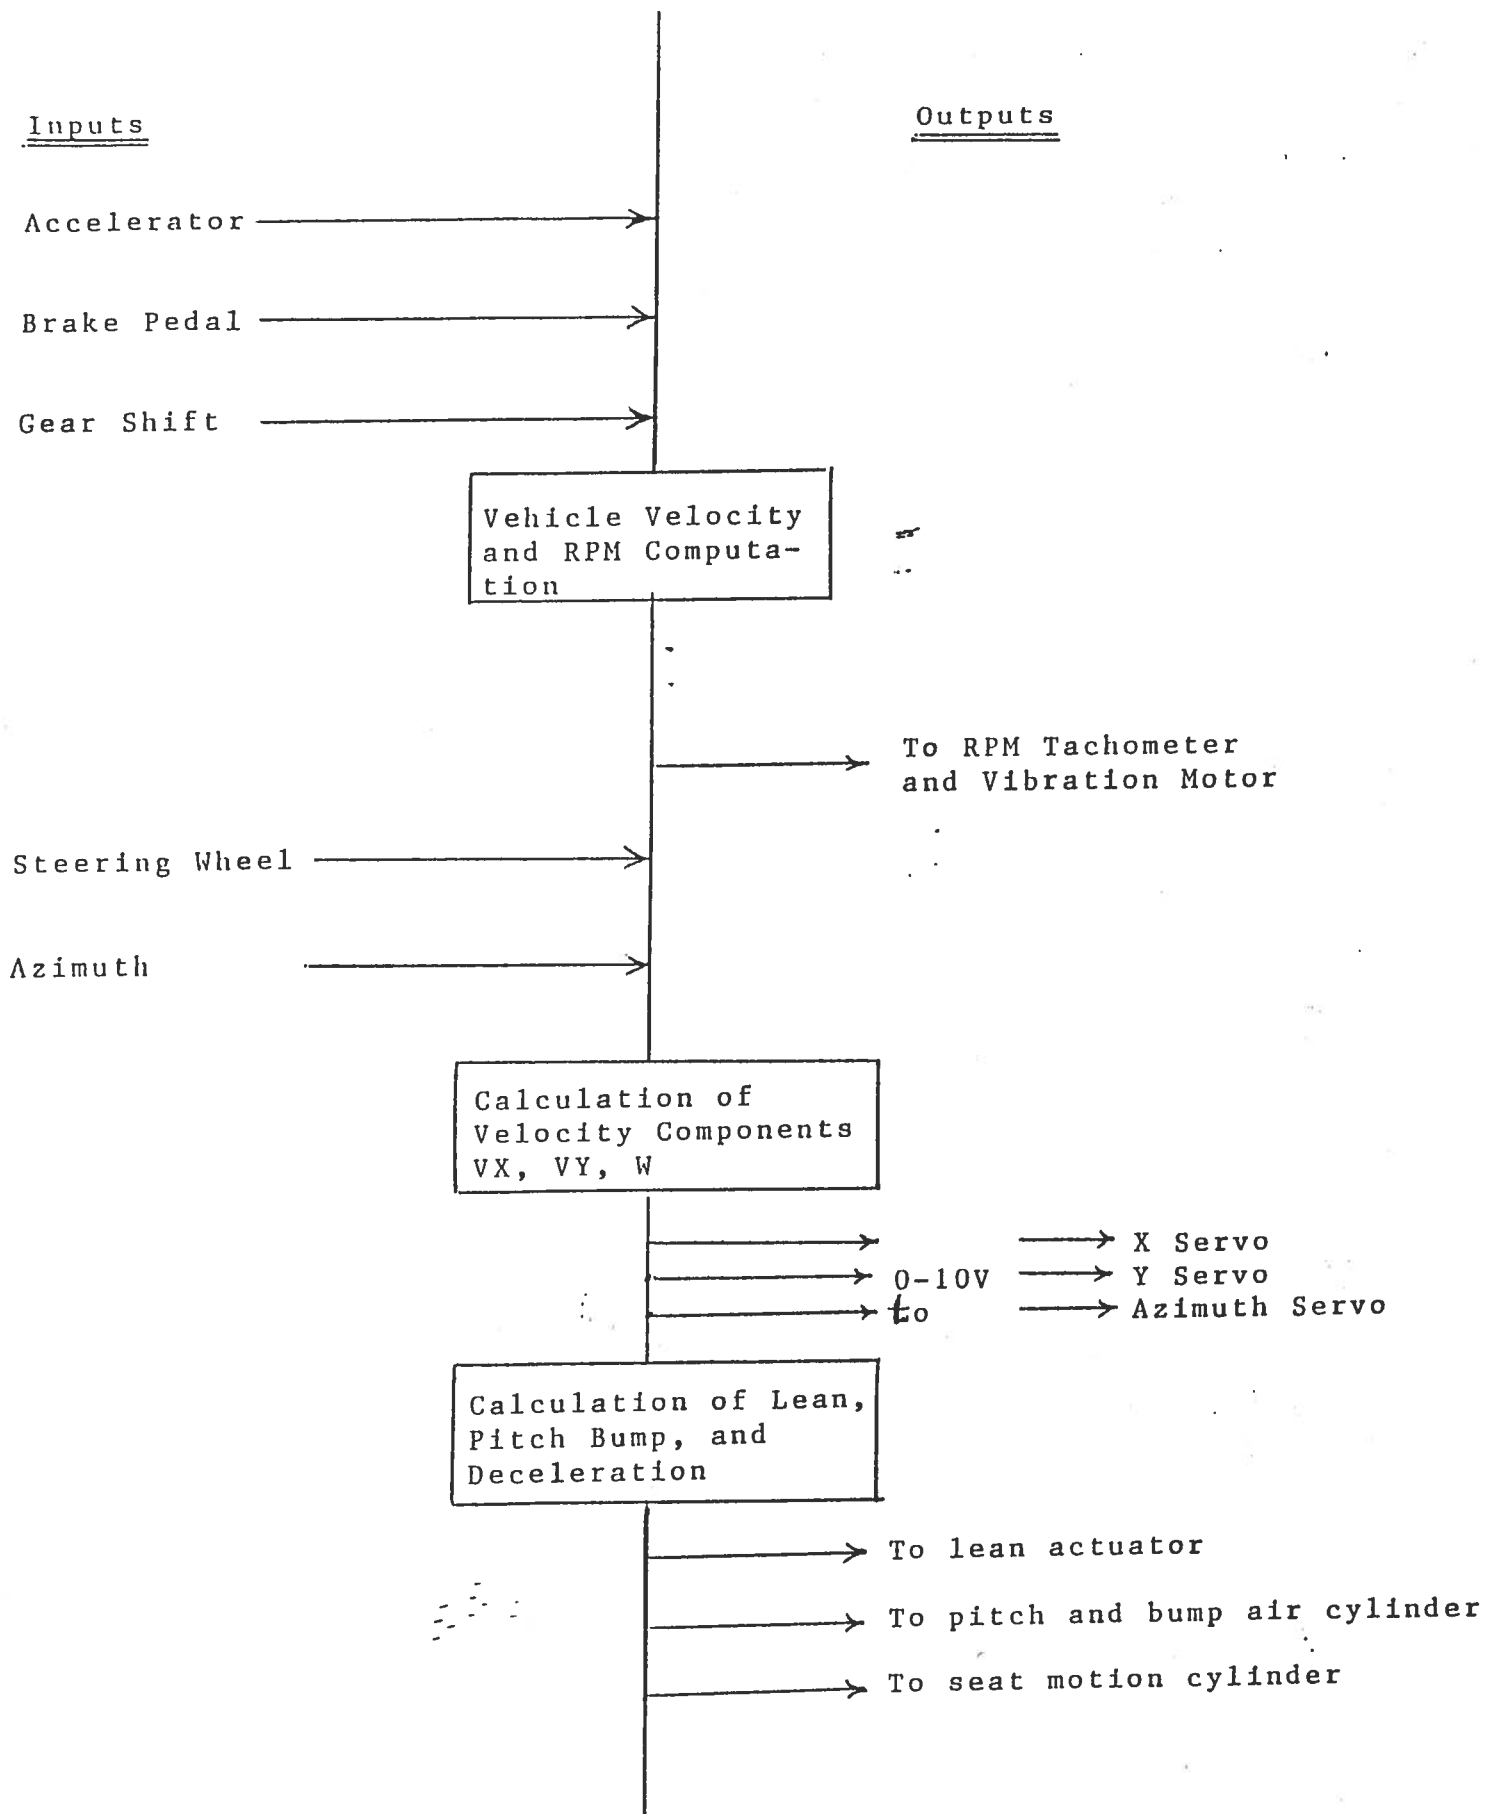 Inputs
Outputs
Accelerator
Brake Pedal
Gear Shift
Vehicle Velocity
and RPM Computa-
tion
To RPM Tachometer
and Vibration Motor
Steering Wheel
Azimuth
Calculation of
Velocity Components
VX, VY, W
X Servo
0-10V
Y Servo
to
Azimuth Servo
Calculation of Lean,
Pitch Bump, and
Deceleration
To lean actuator
To pitch and bump air cylinder
To seat motion cylinder